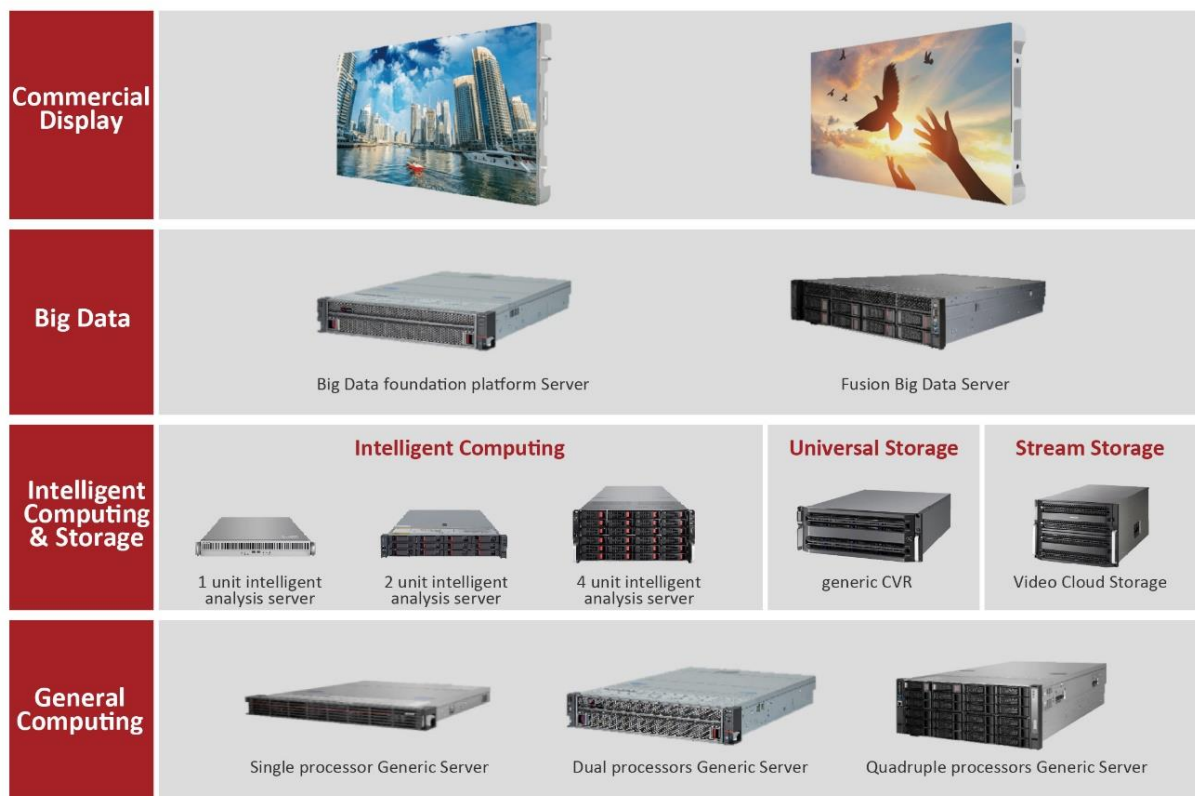 Commercial
Display
Big Data
Big Data foundation platform Server
Fusion Big Data Server
Intelligent
Computing
& Storage
Intelligent Computing
1 unit intelligent
analysis server
2 unit intelligent
analysis server
4 unit intelligent
analysis server
Universal Storage
generic CVR
Stream Storage
Video Cloud Storage
General
Computing
Single processor Generic Server
Dual processors Generic Server
Quadruple processors Generic Server